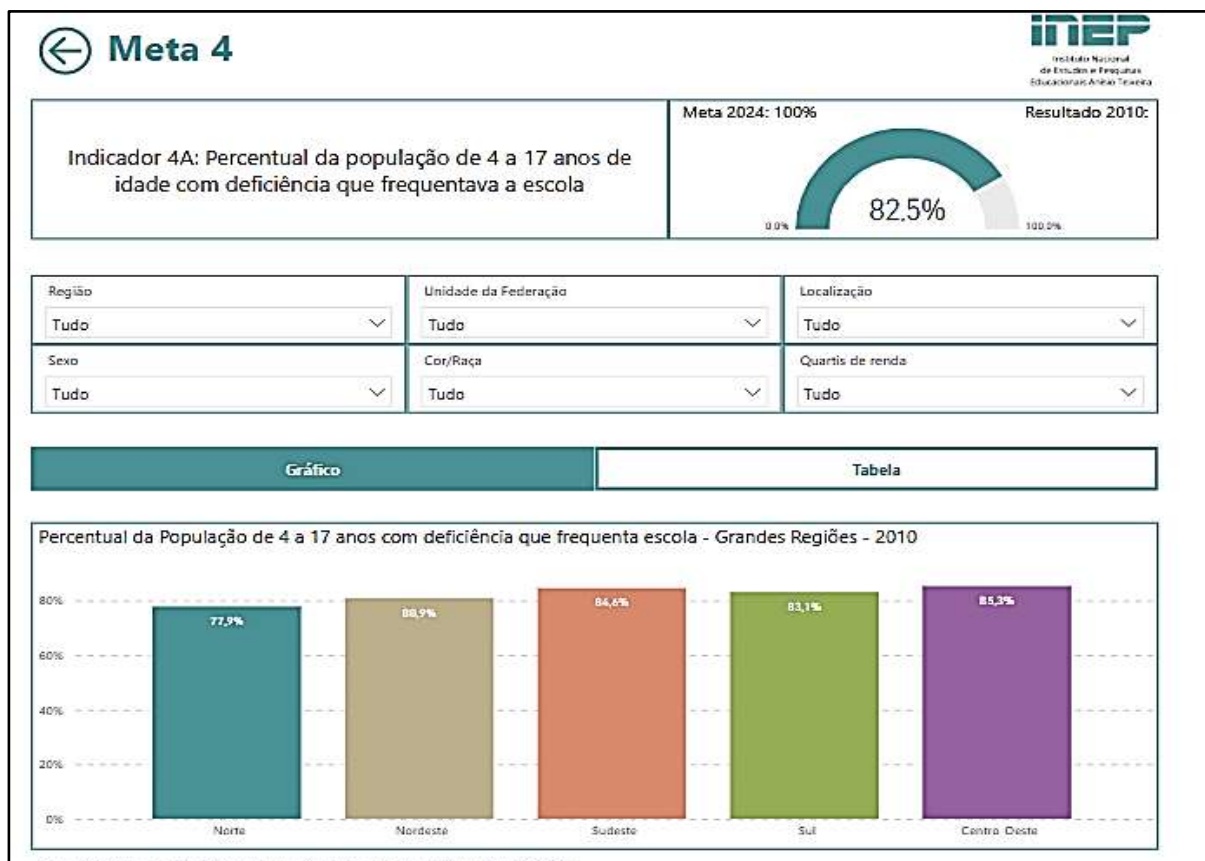 Meta 4
inep
Instituto Nacional
de Estudos e Pesquisas
Educacionais Anísio Teixeira
Indicador 4A: Percentual da população de 4 a 17 anos de
idade com deficiência que frequentava a escola
Meta 2024: 100% Resultado 2010:
82,5%
0,0% 100,0%
Região Unidade da Federação Localização
Tudo Tudo Tudo
Sexo Cor/Raça Quartis de renda
Tudo Tudo Tudo
Gráfico Tabela
Percentual da População de 4 a 17 anos com deficiência que frequenta escola - Grandes Regiões - 2010
80%
60%
40%
20%
0%
77,9% 80,9% 84,6% 83,1% 85,3%
Norte Nordeste Sudeste Sul Centro Oeste